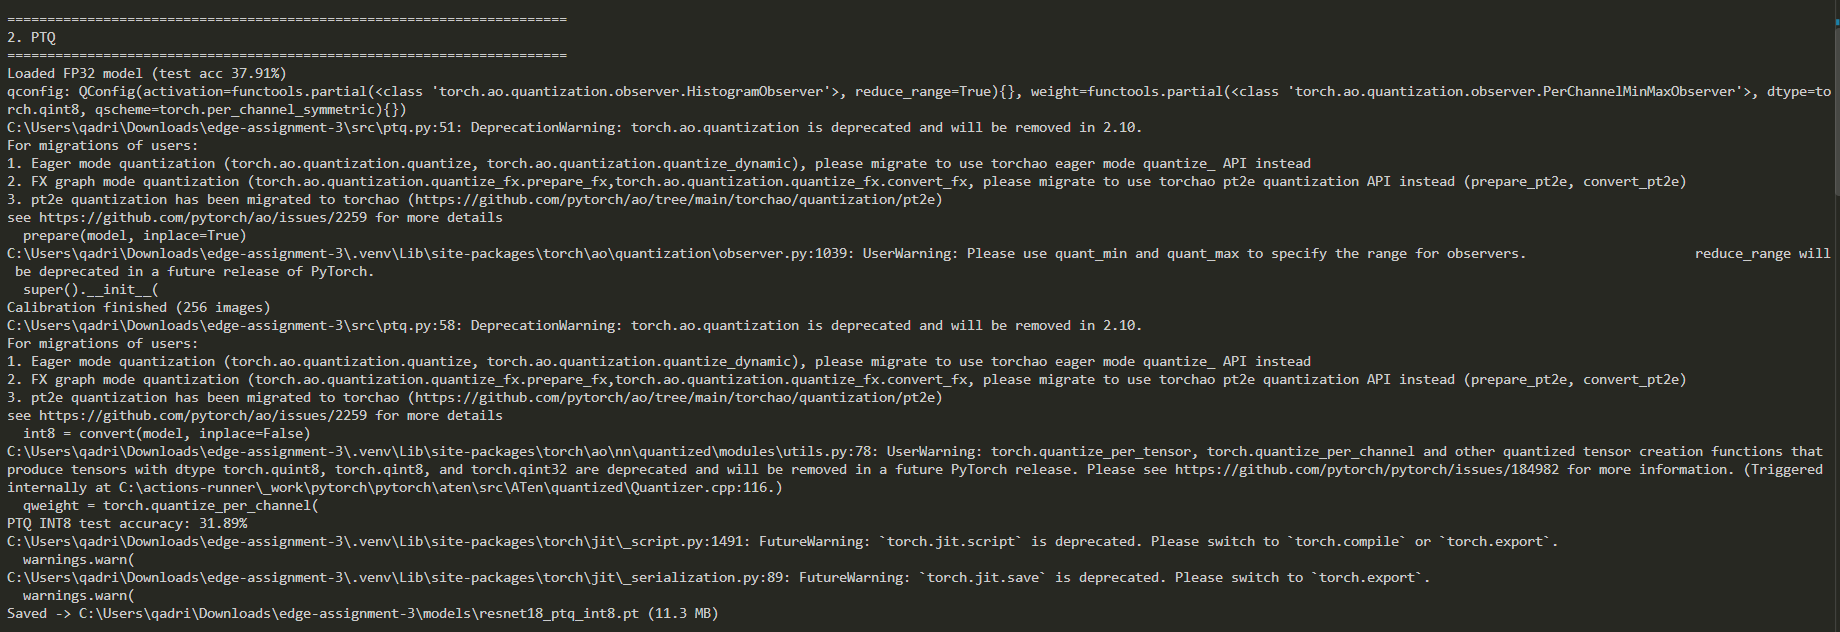 ======================================================================
2. PTQ
======================================================================
Loaded FP32 model (test acc 37.91%)
qconfig: QConfig(activation=functools.partial(<class 'torch.ao.quantization.observer.HistogramObserver'>, reduce_range=True){}, weight=functools.partial(<class 'torch.ao.quantization.observer.PerChannelMinMaxObserver'>, dtype=to
rch.qint8, qscheme=torch.per_channel_symmetric){})
C:\Users\qadri\Downloads\edge-assignment-3\src\ptq.py:51: DeprecationWarning: torch.ao.quantization is deprecated and will be removed in 2.10.
For migrations of users:
1. Eager mode quantization (torch.ao.quantization.quantize, torch.ao.quantization.quantize_dynamic), please migrate to use torchao eager mode quantize_ API instead
2. FX graph mode quantization (torch.ao.quantization.quantize_fx.prepare_fx,torch.ao.quantization.quantize_fx.convert_fx, please migrate to use torchao pt2e quantization API instead (prepare_pt2e, convert_pt2e)
3. pt2e quantization has been migrated to torchao (https://github.com/pytorch/ao/tree/main/torchao/quantization/pt2e)
see https://github.com/pytorch/ao/issues/2259 for more details
  prepare(model, inplace=True)
C:\Users\qadri\Downloads\edge-assignment-3\.venv\Lib\site-packages\torch\ao\quantization\observer.py:1039: UserWarning: Please use quant_min and quant_max to specify the range for observers.                     reduce_range will
 be deprecated in a future release of PyTorch.
  super().__init__(
Calibration finished (256 images)
C:\Users\qadri\Downloads\edge-assignment-3\src\ptq.py:58: DeprecationWarning: torch.ao.quantization is deprecated and will be removed in 2.10.
For migrations of users:
1. Eager mode quantization (torch.ao.quantization.quantize, torch.ao.quantization.quantize_dynamic), please migrate to use torchao eager mode quantize_ API instead
2. FX graph mode quantization (torch.ao.quantization.quantize_fx.prepare_fx,torch.ao.quantization.quantize_fx.convert_fx, please migrate to use torchao pt2e quantization API instead (prepare_pt2e, convert_pt2e)
3. pt2e quantization has been migrated to torchao (https://github.com/pytorch/ao/tree/main/torchao/quantization/pt2e)
see https://github.com/pytorch/ao/issues/2259 for more details
  int8 = convert(model, inplace=False)
C:\Users\qadri\Downloads\edge-assignment-3\.venv\Lib\site-packages\torch\ao\nn\quantized\modules\utils.py:78: UserWarning: torch.quantize_per_tensor, torch.quantize_per_channel and other quantized tensor creation functions that
produce tensors with dtype torch.quint8, torch.qint8, and torch.qint32 are deprecated and will be removed in a future PyTorch release. Please see https://github.com/pytorch/pytorch/issues/184982 for more information. (Triggered
internally at C:\actions-runner\_work\pytorch\pytorch\aten\src\ATen\quantized\Quantizer.cpp:116.)
  qweight = torch.quantize_per_channel(
PTQ INT8 test accuracy: 31.89%
C:\Users\qadri\Downloads\edge-assignment-3\.venv\Lib\site-packages\torch\jit\_script.py:1491: FutureWarning: `torch.jit.script` is deprecated. Please switch to `torch.compile` or `torch.export`.
  warnings.warn(
C:\Users\qadri\Downloads\edge-assignment-3\.venv\Lib\site-packages\torch\jit\_serialization.py:89: FutureWarning: `torch.jit.save` is deprecated. Please switch to `torch.export`.
  warnings.warn(
Saved -> C:\Users\qadri\Downloads\edge-assignment-3\models\resnet18_ptq_int8.pt (11.3 MB)